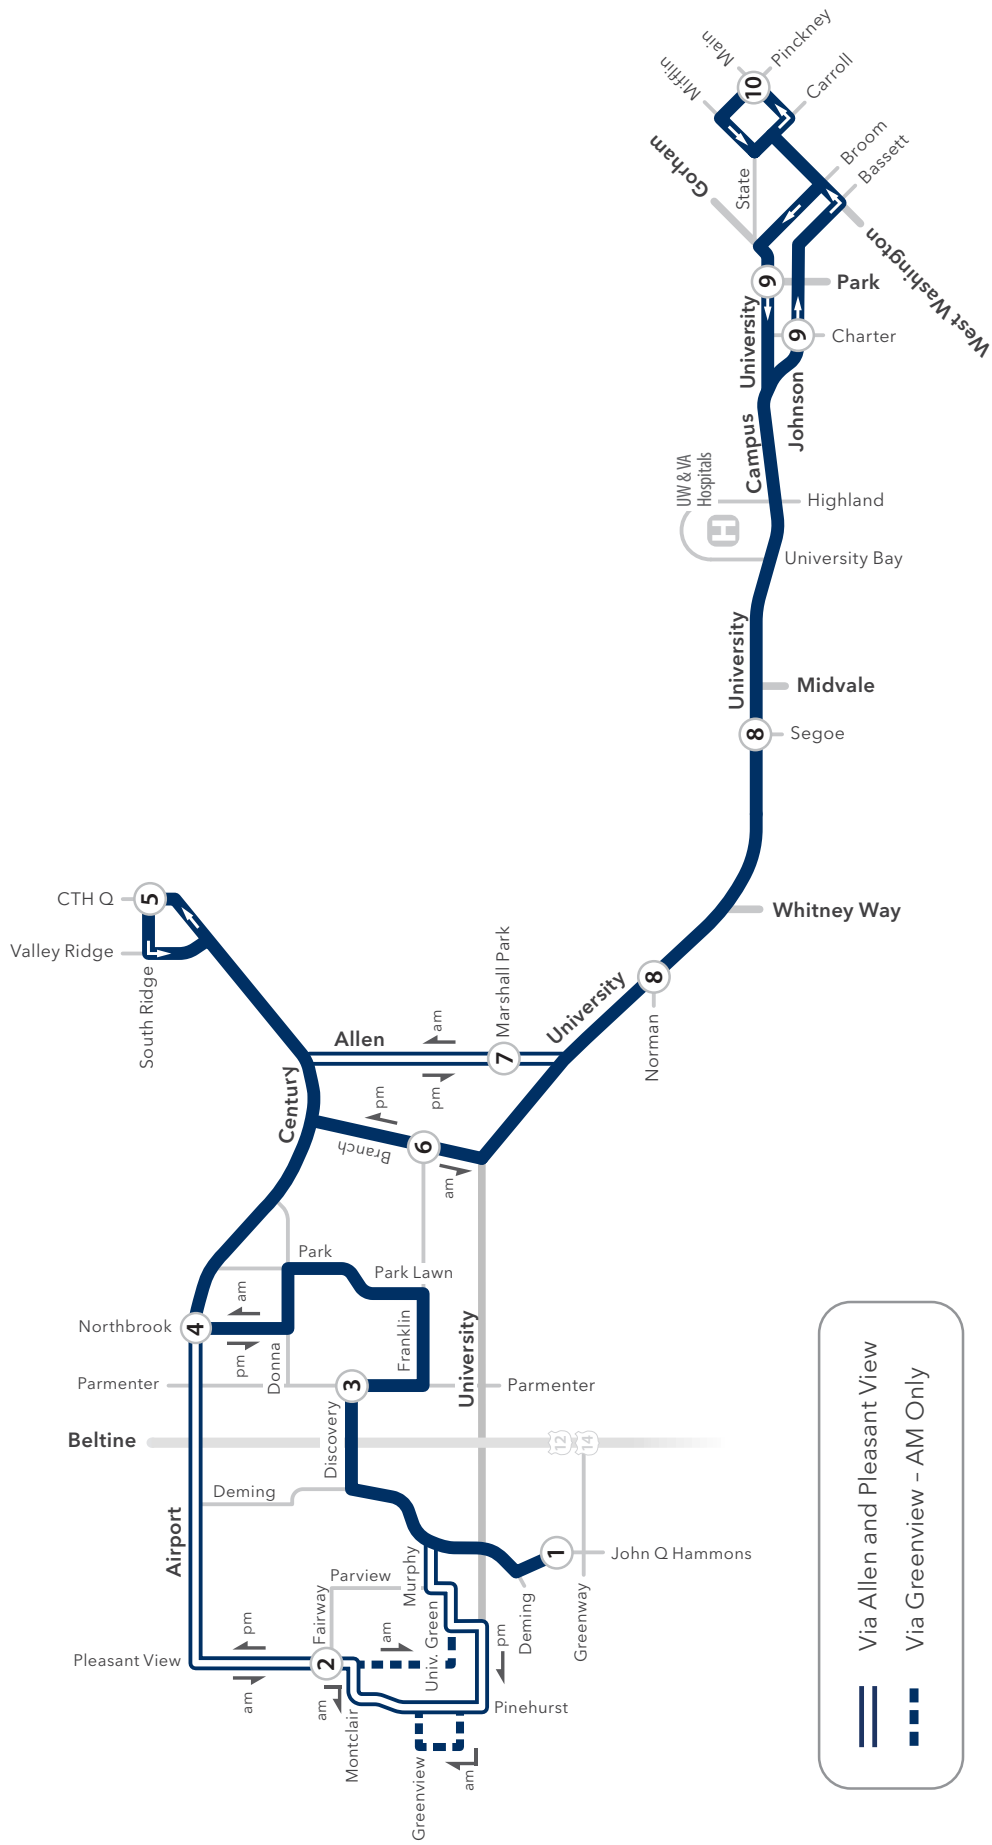 Main
Pinckney
Mifflin
10
Carroll
Gorham
State
Broom
Bassett
West Washington
9
Park
University
9
Charter
Johnson
Campus
UW & VA
Hospitals
H
Highland
University Bay
University
Midvale
8
Segoe
CTH Q
5
Whitney Way
Valley Ridge
South Ridge
Marshall Park
University
8
Norman
Allen
am
7
pm
Century
pm
Branch
6
am
Park
Park Lawn
am
Northbrook
4
pm
Donna
Franklin
University
Parmenter
3
Parmenter
Discovery
Beltine
12
14
Deming
Airport
Murphy
1
John Q Hammons
Parview
Fairway
Deming
Greenway
pm
am
Univ. Green
pm
Pleasant View
2
am
am
Montclair
Pinehurst
Greenview
am
Via Allen and Pleasant View
Via Greenview – AM Only